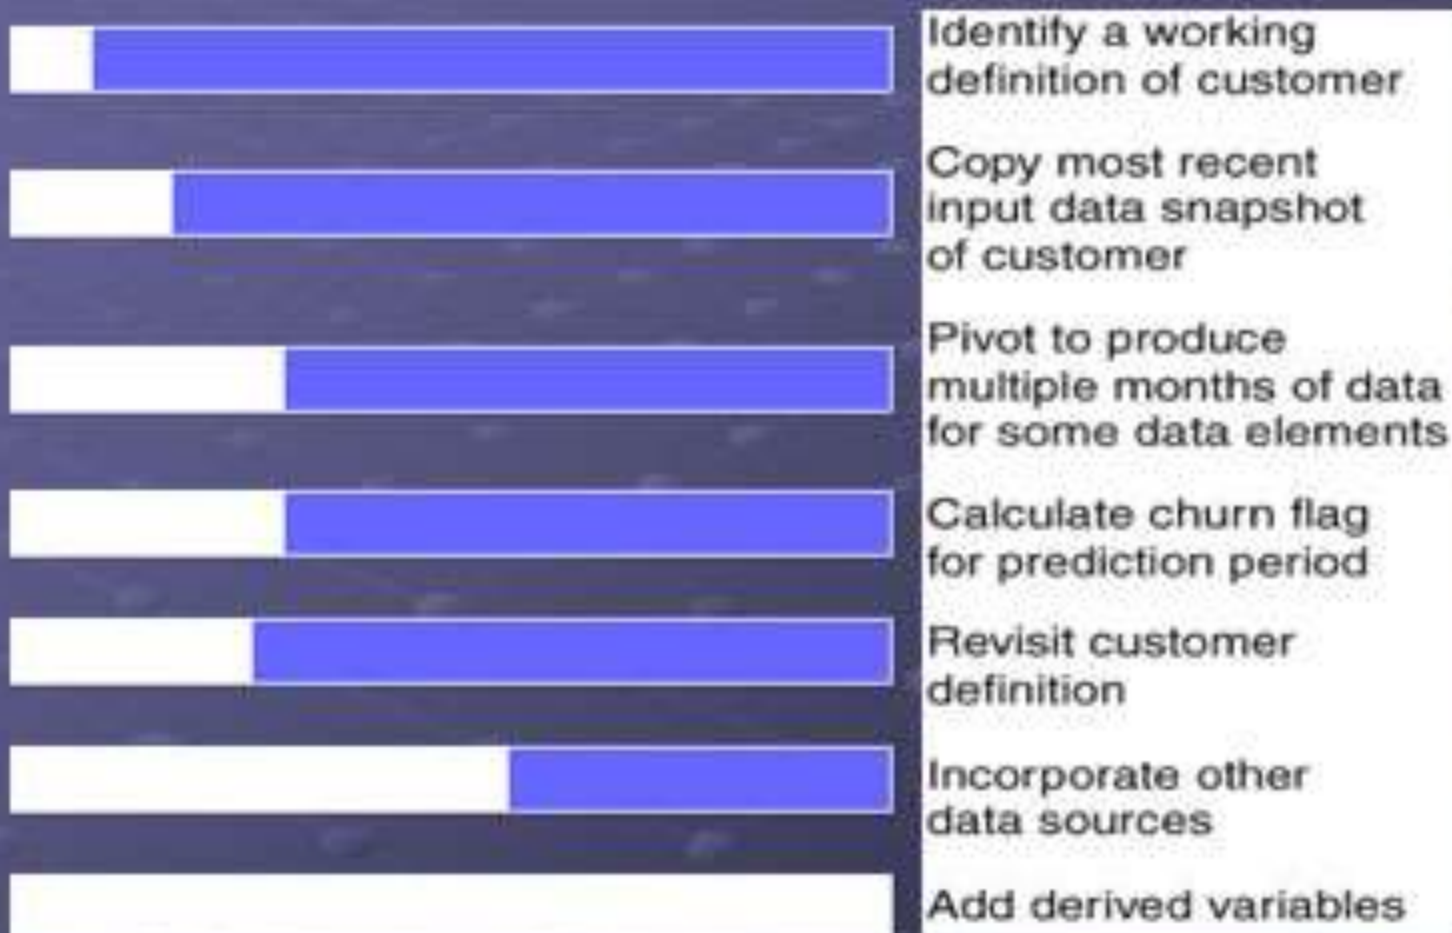 Identify a working
definition of customer
Copy most recent
input data snapshot
of customer
Pivot to produce
multiple months of data
for some data elements
Calculate churn flag
for prediction period
Revisit customer
definition
Incorporate other
data sources
Add derived variables